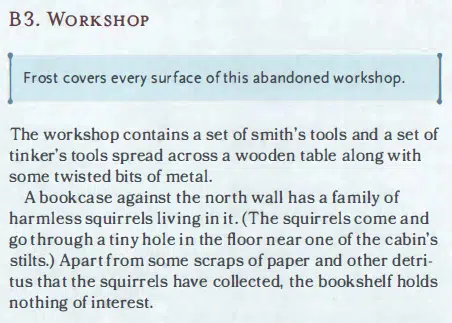 B3. Workshop
Frost covers every surface of this abandoned workshop.
The workshop contains a set of smith's tools and a set of
tinker's tools spread across a wooden table along with
some twisted bits of metal.
A bookcase against the north wall has a family of
harmless squirrels living in it. (The squirrels come and
go through a tiny hole in the floor near one of the cabin's
stilts.) Apart from some scraps of paper and other detri-
tus that the squirrels have collected, the bookshelf holds
nothing of interest.